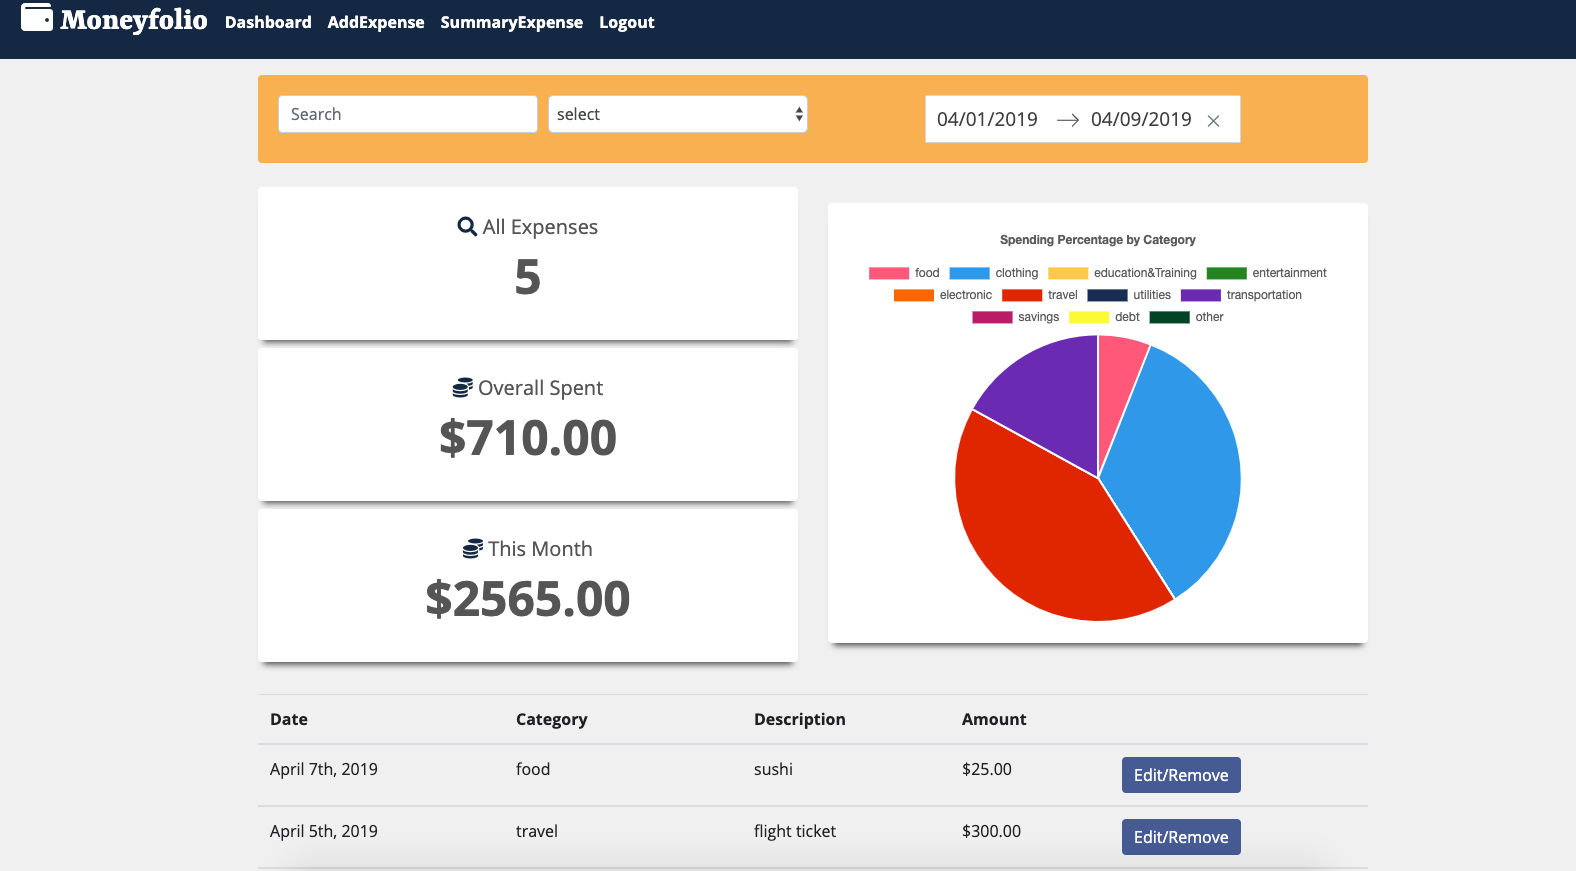 Moneyfolio Dashboard AddExpense SummaryExpense Logout
Search select 04/01/2019 → 04/09/2019 ×
All Expenses
5
Overall Spent
$710.00
This Month
$2565.00
Spending Percentage by Category
food clothing education&Training entertainment
electronic travel utilities transportation
savings debt other
Date Category Description Amount
April 7th, 2019 food sushi $25.00 Edit/Remove
April 5th, 2019 travel flight ticket $300.00 Edit/Remove